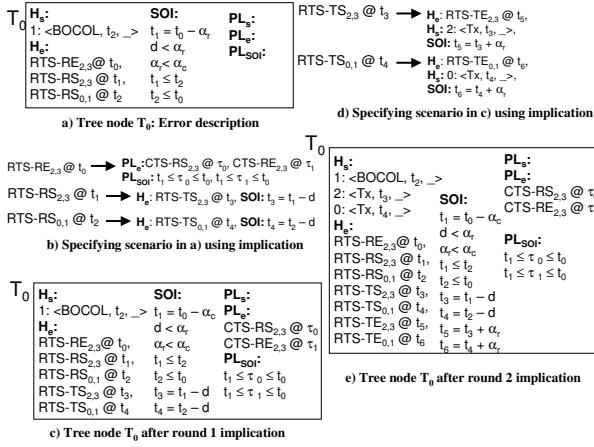 T0
Hs:
SOI:
PLs:
1: <BOCOL, t2, _>
t1 = t0 – αr
PLe:
He:
d < αr
PLSOI:
RTS-RE2,3@ t0,
αr< αc
RTS-RS2,3@ t1,
t1 ≤ t2
RTS-RS0,1@ t2
t2 ≤ t0
a) Tree node T0: Error description
RTS-RE2,3@ t0
PLe:CTS-RS2,3@ τ0, CTS-RE2,3@ τ1
PLSOI: t1 ≤ τ0 ≤ t0, t1 ≤ τ1 ≤ t0
RTS-RS2,3@ t1
He: RTS-TS2,3@ t3, SOI: t3 = t1 – d
RTS-RS0,1@ t2
He: RTS-TS0,1@ t4, SOI: t4 = t2 – d
b) Specifying scenario in a) using implication
T0
Hs:
SOI:
PLs:
1: <BOCOL, t2, _>
t1 = t0 – αc
PLe:
He:
d < αr
CTS-RS2,3@ τ0
RTS-RE2,3@ t0,
αr< αc
CTS-RE2,3@ τ1
RTS-RS2,3@ t1,
t1 ≤ t2
PLSOI:
RTS-RS0,1@ t2
t2 ≤ t0
t1 ≤ τ0 ≤ t0
RTS-TS2,3@ t3,
t3 = t1 – d
t1 ≤ τ1 ≤ t0
RTS-TS0,1@ t4
t4 = t2 – d
c) Tree node T0 after round 1 implication
RTS-TS2,3 @ t3
He: RTS-TE2,3@ t5,
Hs: 2: <Tx, t3, _>,
SOI: t5 = t3 + αr
RTS-TS0,1 @ t4
He: RTS-TE0,1@ t6,
Hs: 0: <Tx, t4, _>,
SOI: t6 = t4 + αr
d) Specifying scenario in c) using implication
T0
Hs:
PLs:
1: <BOCOL, t2, _>
PLe:
2: <Tx, t3, _>
SOI:
CTS-RS2,3@
0: <Tx, t4, _>
t1 = t0 – αc
CTS-RE2,3@
He:
d < αr
RTS-RE2,3@ t0,
αr< αc
PLSOI:
RTS-RS2,3@ t1,
t1 ≤ t2
t1 ≤ τ0 ≤ t0
RTS-RS0,1@ t2
t2 ≤ t0
t1 ≤ τ1 ≤ t0
RTS-TS2,3@ t3,
t3 = t1 – d
RTS-TS0,1@ t4,
t4 = t2 – d
RTS-TE2,3@ t5,
t5 = t3 + αr
RTS-TE0,1@ t6
t6 = t4 + αr
e) Tree node T0 after round 2 implication